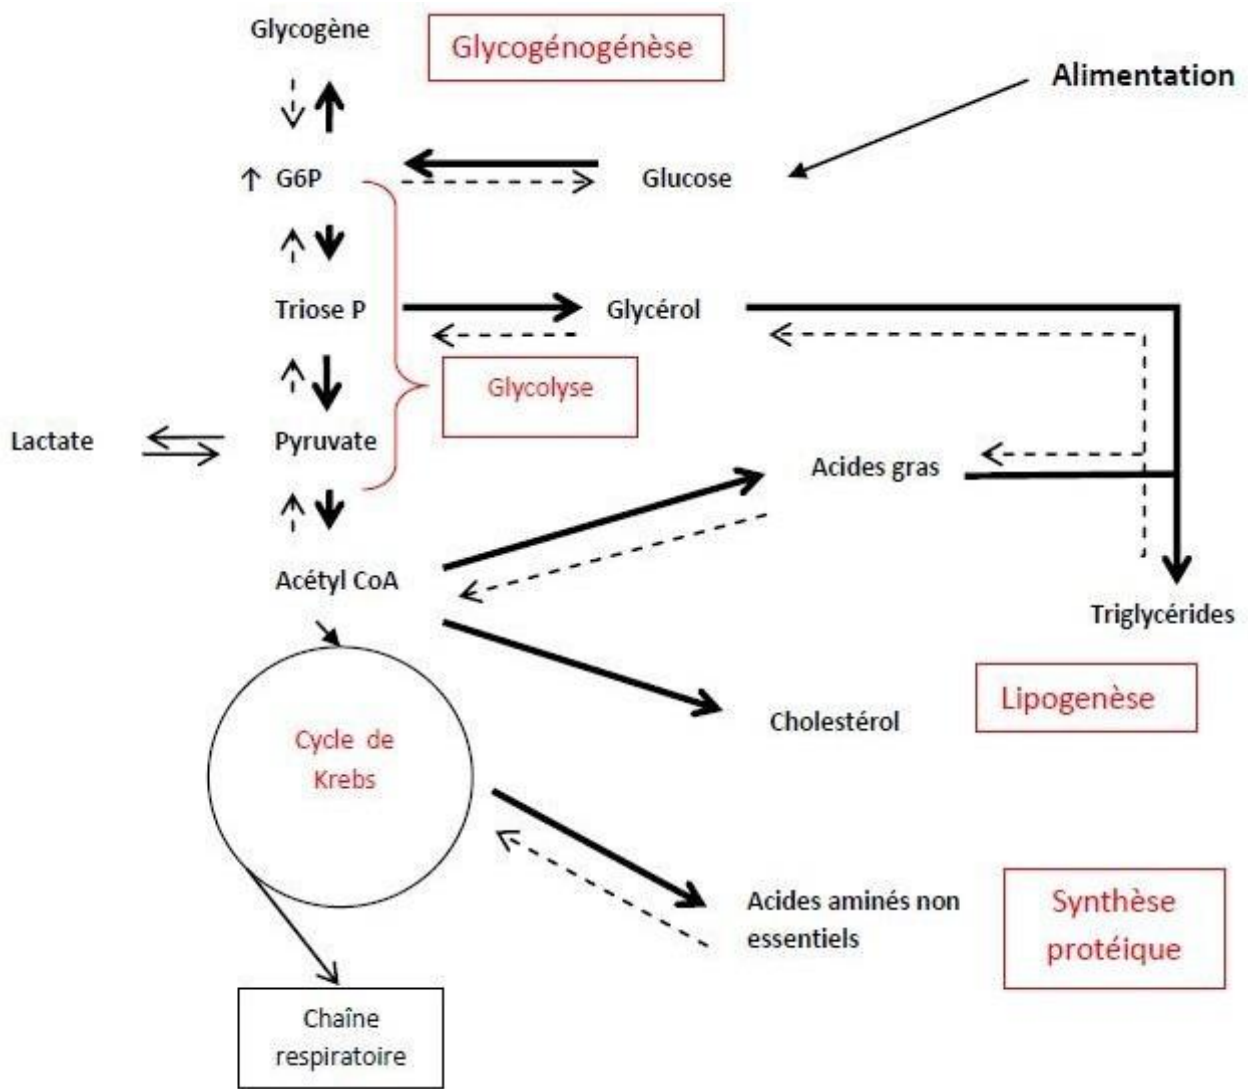 Glycogène
Glycogénogénèse
Alimentation
↑ G6P
Glucose
Triose P
Glycérol
Glycolyse
Lactate
Pyruvate
Acides gras
Acétyl CoA
Triglycérides
Lipogenèse
Cholestérol
Cycle de
Krebs
Acides aminés non
essentiels
Synthèse
protéique
Chaîne
respiratoire